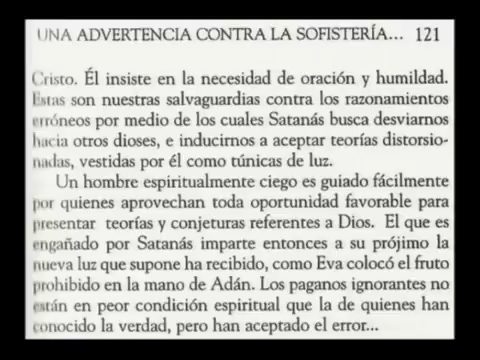 UNA ADVERTENCIA CONTRA LA SOFISTERÍA... 121
Cristo. Él insiste en la necesidad de oración y humildad.
Estas son nuestras salvaguardias contra los razonamientos
erróneos por medio de los cuales Satanás busca desviarnos
hacia otros dioses, e inducirnos a aceptar teorías distorsio-
nadas, vestidas por él como túnicas de luz.
Un hombre espiritualmente ciego es guiado fácilmente
por quienes aprovechan toda oportunidad favorable para
presentar teorías y conjeturas referentes a Dios. El que es
engañado por Satanás imparte entonces a su prójimo la
nueva luz que supone ha recibido, como Eva colocó el fruto
prohibido en la mano de Adán. Los paganos ignorantes no
están en peor condición espiritual que la de quienes han
conocido la verdad, pero han aceptado el error...